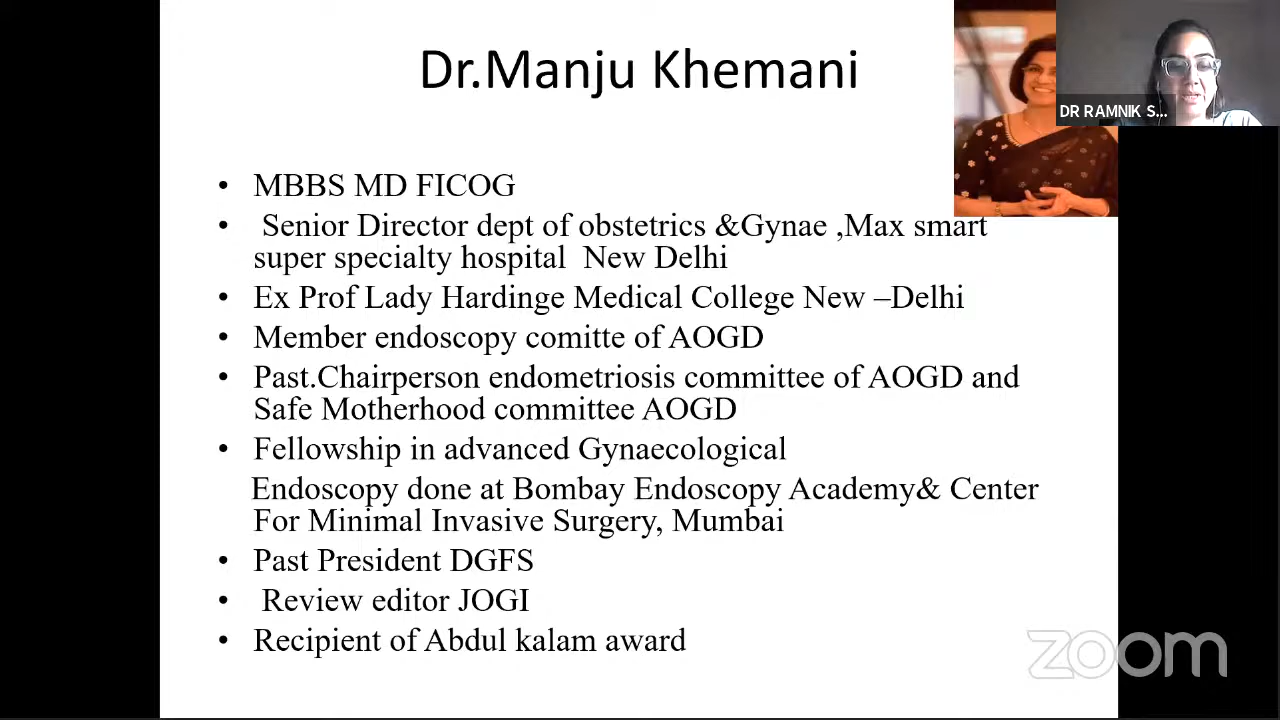 Dr.Manju Khemani
DR RAMNIK S...
• MBBS MD FICOG
• Senior Director dept of obstetrics &Gynae ,Max smart
super specialty hospital New Delhi
• Ex Prof Lady Hardinge Medical College New –Delhi
• Member endoscopy comitte of AOGD
• Past.Chairperson endometriosis committee of AOGD and
Safe Motherhood committee AOGD
• Fellowship in advanced Gynaecological
Endoscopy done at Bombay Endoscopy Academy& Center
For Minimal Invasive Surgery, Mumbai
• Past President DGFS
• Review editor JOGI
• Recipient of Abdul kalam award
zoom